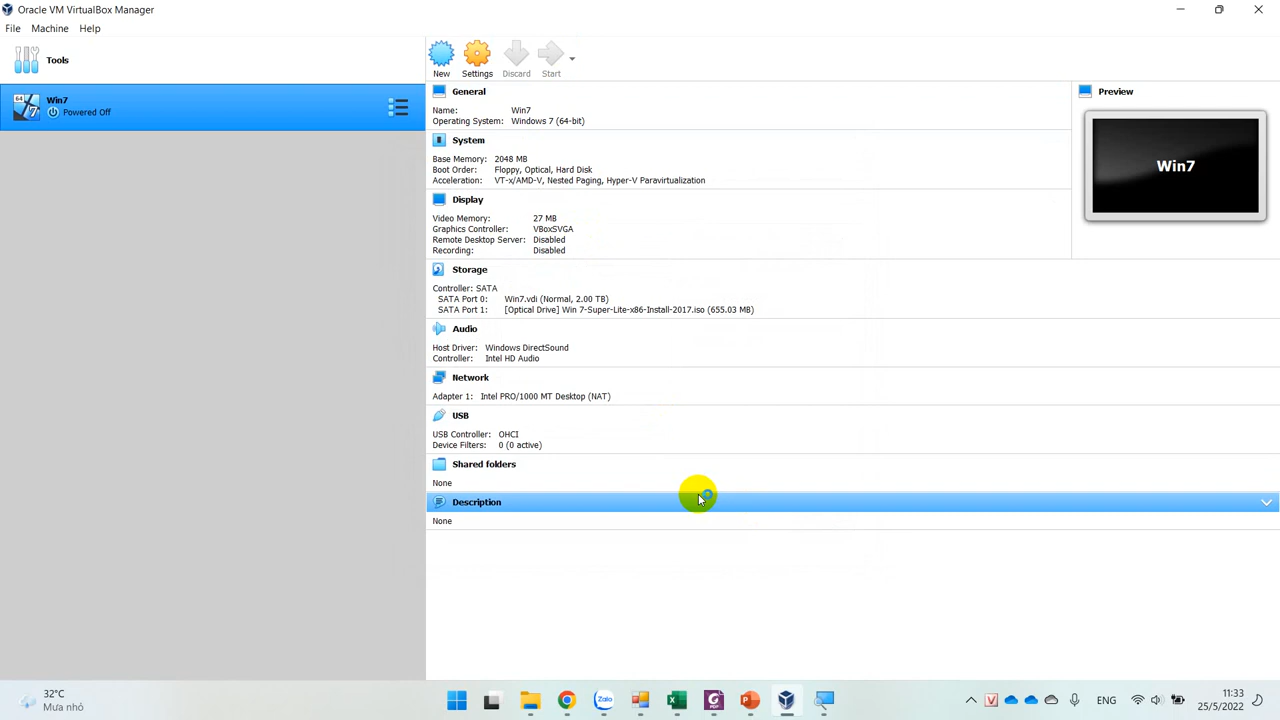 Oracle VM VirtualBox Manager
File Machine Help
Tools
New Settings Discard Start
64 Win7
Powered Off
General
Name: Win7
Operating System: Windows 7 (64-bit)
System
Base Memory: 2048 MB
Boot Order: Floppy, Optical, Hard Disk
Acceleration: VT-x/AMD-V, Nested Paging, Hyper-V Paravirtualization
Display
Video Memory: 27 MB
Graphics Controller: VBoxSVGA
Remote Desktop Server: Disabled
Recording: Disabled
Storage
Controller: SATA
SATA Port 0: Win7.vdi (Normal, 2.00 TB)
SATA Port 1: [Optical Drive] Win 7-Super-Lite-x86-Install-2017.iso (655.03 MB)
Audio
Host Driver: Windows DirectSound
Controller: Intel HD Audio
Network
Adapter 1: Intel PRO/1000 MT Desktop (NAT)
USB
USB Controller: OHCI
Device Filters: 0 (0 active)
Shared folders
None
Description
None
Preview
Win7
32°C
Mưa nhỏ
Zalo
ENG
11:33
25/5/2022